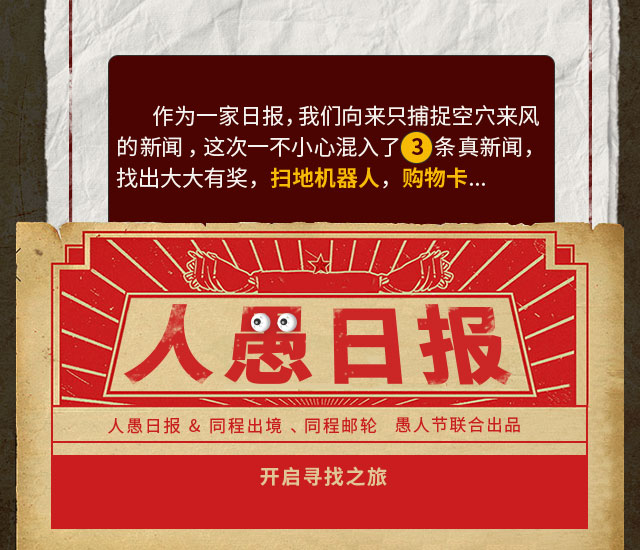 作为一家日报，我们向来只捕捉空穴来风
的新闻，这次一不小心混入了3条真新闻，
找出大大有奖，扫地机器人，购物卡...
人愚日报
人愚日报 & 同程出境、同程邮轮 愚人节联合出品
开启寻找之旅